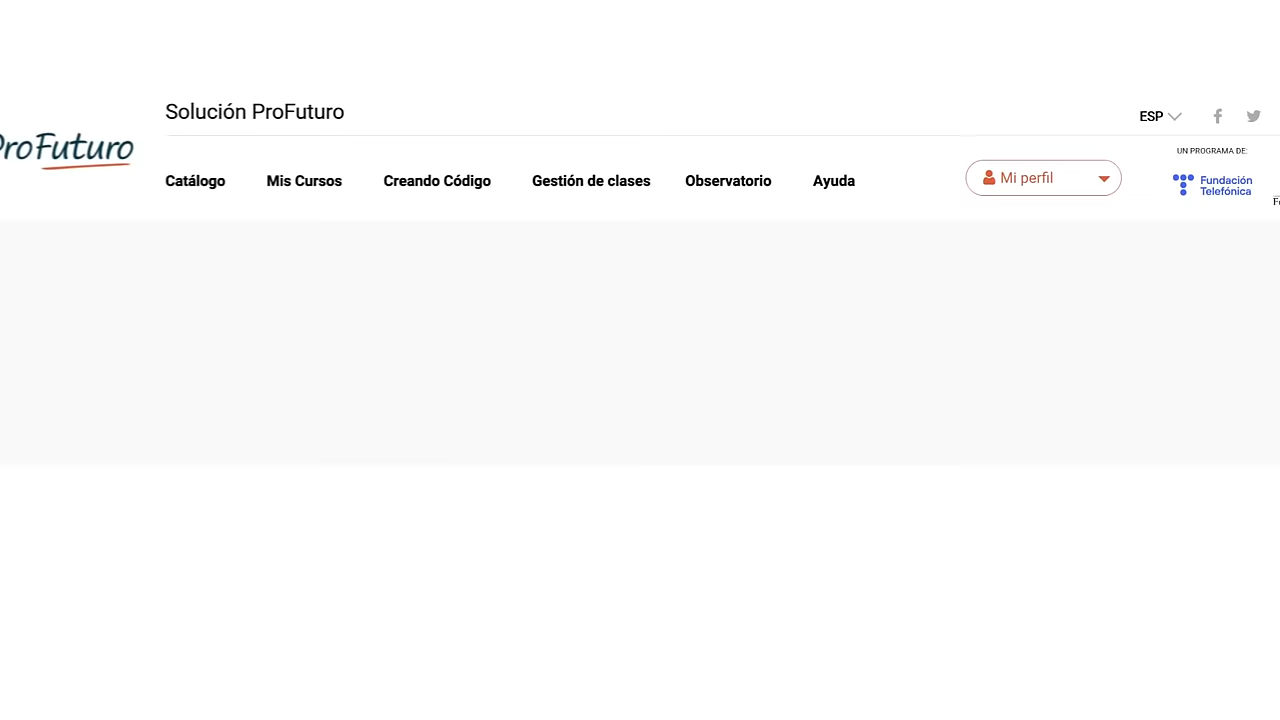 Solución ProFuturo
ESP
ProFuturo
Catálogo Mis Cursos Creando Código Gestión de clases Observatorio Ayuda
Mi perfil
UN PROGRAMA DE:
Fundación
Telefónica